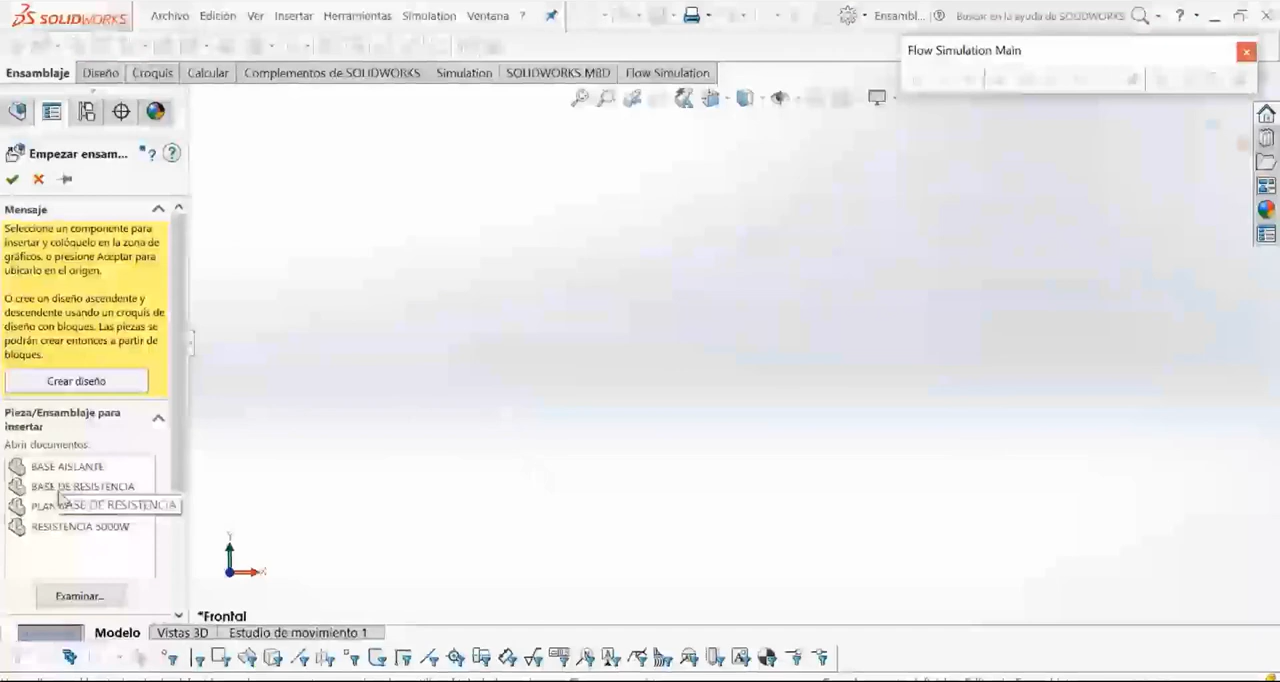 SOLIDWORKS
Archivo Edición Ver Insertar Herramientas Simulation Ventana ?
Ensambl...
Buscar en la ayuda de SOLIDWORKS
?
Flow Simulation Main
Ensamblaje Diseño Croquis Calcular Complementos de SOLIDWORKS Simulation SOLIDWORKS MBD Flow Simulation
Empezar ensam...
Mensaje
Seleccione un componente para
insertar y colóquelo en la zona de
gráficos, o presione Aceptar para
ubicarlo en el origen.
O cree un diseño ascendente y
descendente usando un croquis de
diseño con bloques. Las piezas se
podrán crear entonces a partir de
bloques.
Crear diseño
Pieza/Ensamblaje para
insertar
Abrir documentos:
BASE AISLANTE
BASE DE RESISTENCIA
BASE DE RESISTENCIA
RESISTENCIA 5000W
Examinar...
Y
X
*Frontal
Modelo Vistas 3D Estudio de movimiento 1